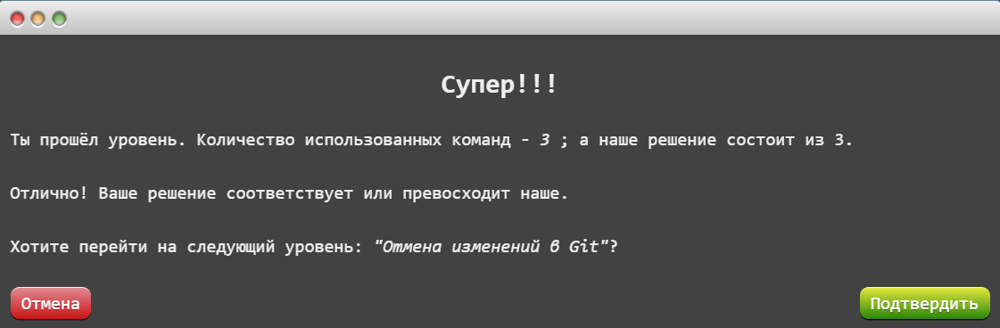 Супер!!!
Ты прошёл уровень. Количество использованных команд - 3 ; а наше решение состоит из 3.
Отлично! Ваше решение соответствует или превосходит наше.
Хотите перейти на следующий уровень: "Отмена изменений в Git"?
Отмена
Подтвердить